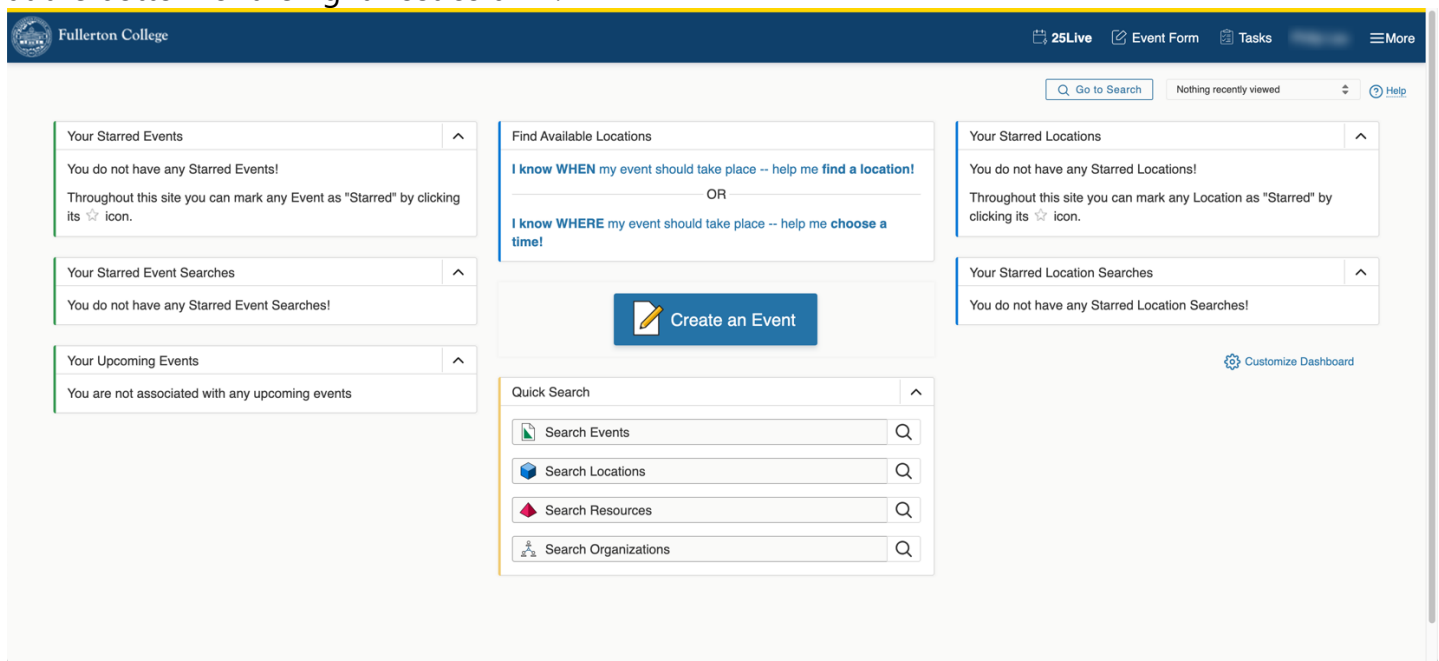 Fullerton College
25Live
Event Form
Tasks
More
Go to Search
Nothing recently viewed
Help
Your Starred Events
You do not have any Starred Events!
Throughout this site you can mark any Event as "Starred" by clicking
its icon.
Your Starred Event Searches
You do not have any Starred Event Searches!
Your Upcoming Events
You are not associated with any upcoming events
Find Available Locations
I know WHEN my event should take place -- help me find a location!
OR
I know WHERE my event should take place -- help me choose a
time!
Create an Event
Quick Search
Search Events
Search Locations
Search Resources
Search Organizations
Your Starred Locations
You do not have any Starred Locations!
Throughout this site you can mark any Location as "Starred" by
clicking its icon.
Your Starred Location Searches
You do not have any Starred Location Searches!
Customize Dashboard